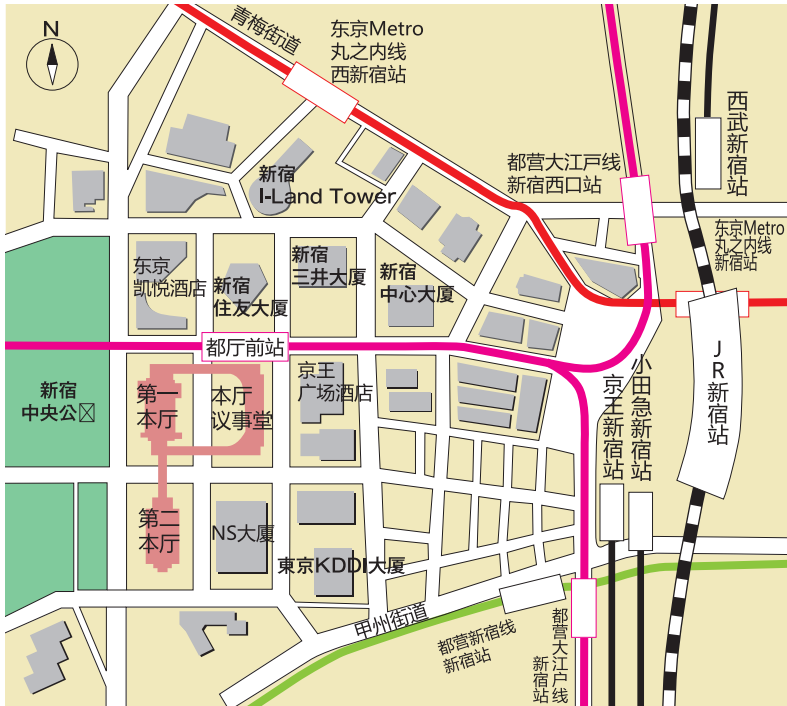 N
青梅街道
东京Metro
丸之内线
西新宿站
西武新宿站
都营大江戸线
新宿西口站
新宿
I-Land Tower
东京Metro
丸之内线
新宿站
东京
凯悦酒店
新宿
住友大厦
新宿
三井大厦
新宿
中心大厦
都厅前站
JR新宿站
小田急新宿站
京王新宿站
新宿
中央公
第一
本厅
本厅
议事堂
京王
广场酒店
第二
本厅
NS大厦
東京KDDI大厦
甲州街道
都营新宿线
新宿站
都营大江户线
新宿站